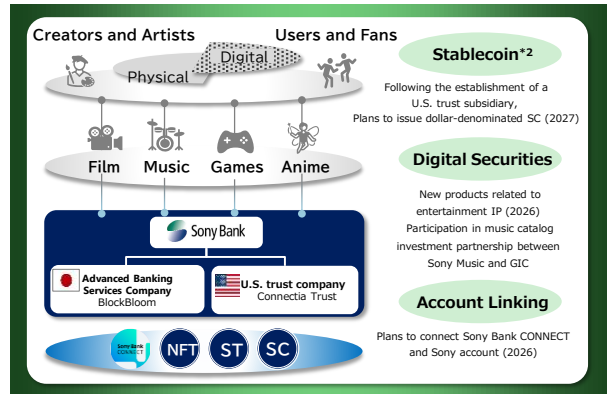 Creators and Artists
Users and Fans
Digital
Physical
Film
Music
Games
Anime
Sony Bank
Advanced Banking
Services Company
BlockBloom
U.S. trust company
Connectia Trust
Sony Bank
CONNECT
NFT
ST
SC
Stablecoin*2
Following the establishment of a
U.S. trust subsidiary,
Plans to issue dollar-denominated SC (2027)
Digital Securities
New products related to
entertainment IP (2026)
Participation in music catalog
investment partnership between
Sony Music and GIC
Account Linking
Plans to connect Sony Bank CONNECT
and Sony account (2026)